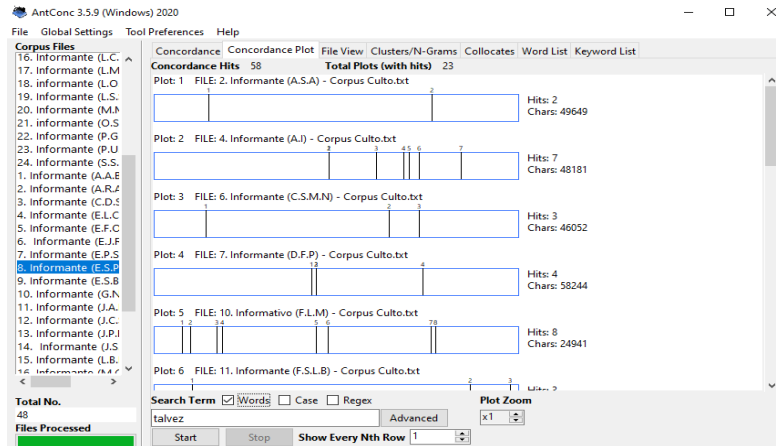 AntConc 3.5.9 (Windows) 2020
File Global Settings Tool Preferences Help
Corpus Files
16. Informante (L.C.
17. Informante (L.M
18. informante (L.O
19. Informante (L.S.
20. Informante (M.N
21. informante (O.S
22. Informante (P.G
23. Informante (P.U
24. Informante (S.S.
1. Informante (A.A.E
2. Informante (A.R.A
3. Informante (C.D.S
4. Informante (E.L.C
5. Informante (E.F.O
6. Informante (E.J.F
7. Informante (E.P.S
8. Informante (E.S.P
9. Informante (E.S.B
10. Informante (G.N
11. Informante (J.A.
12. Informante (J.C.
13. Informante (J.P.I
14. Informante (J.S
15. Informante (L.B.
16 Informante
Total No.
48
Files Processed
Concordance Concordance Plot File View Clusters/N-Grams Collocates Word List Keyword List
Concordance Hits 58 Total Plots (with hits) 23
Plot: 1 FILE: 2. Informante (A.S.A) - Corpus Culto.txt
1 2
Hits: 2
Chars: 49649
Plot: 2 FILE: 4. Informante (A.I) - Corpus Culto.txt
3 4 5 6 7
Hits: 7
Chars: 48181
Plot: 3 FILE: 6. Informante (C.S.M.N) - Corpus Culto.txt
1 2 3
Hits: 3
Chars: 46052
Plot: 4 FILE: 7. Informante (D.F.P) - Corpus Culto.txt
4
Hits: 4
Chars: 58244
Plot: 5 FILE: 10. Informativo (F.L.M) - Corpus Culto.txt
1 2 3 4 5 6 7 8
Hits: 8
Chars: 24941
Plot: 6 FILE: 11. Informante (F.S.L.B) - Corpus Culto.txt
1 2 3
Search Term Words Case Regex Plot Zoom
talvez Advanced x1
Start Stop Show Every Nth Row 1